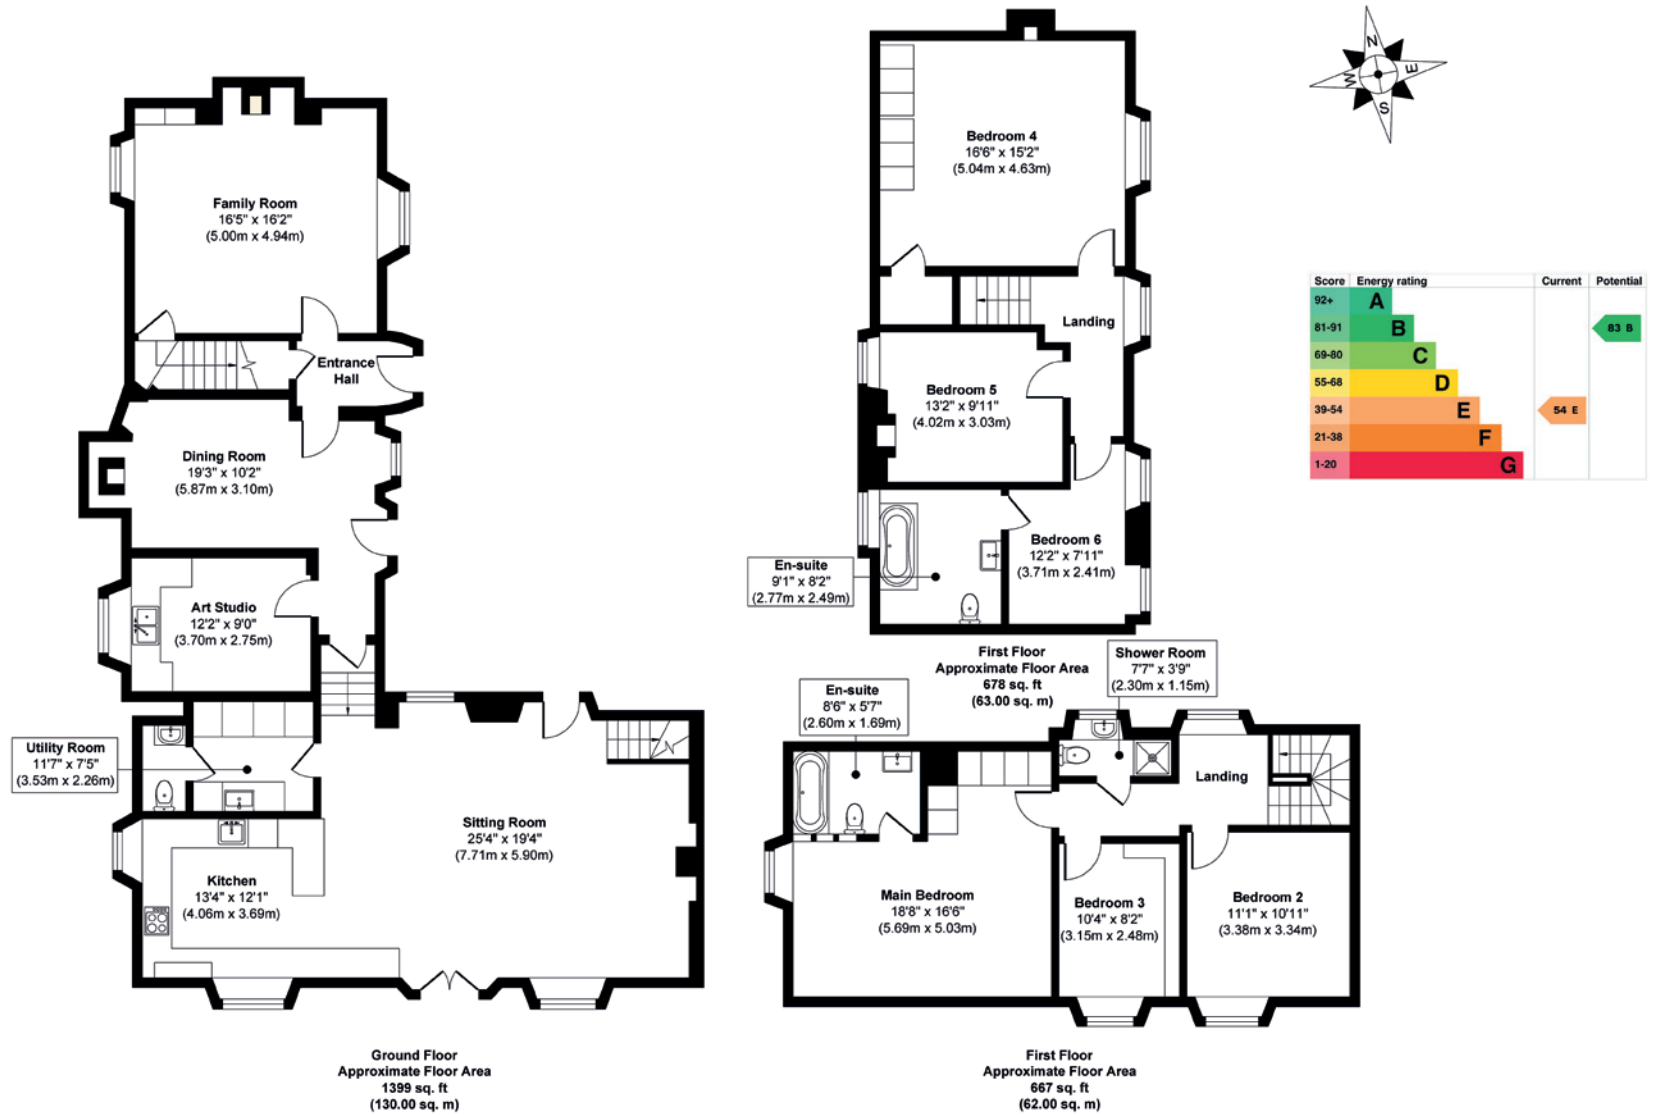 Family Room
16'5" x 16'2"
(5.00m x 4.94m)
Entrance
Hall
Dining Room
19'3" x 10'2"
(5.87m x 3.10m)
Art Studio
12'2" x 9'0"
(3.70m x 2.75m)
Utility Room
11'7" x 7'5"
(3.53m x 2.26m)
Kitchen
13'4" x 12'1"
(4.06m x 3.69m)
Sitting Room
25'4" x 19'4"
(7.71m x 5.90m)
Ground Floor
Approximate Floor Area
1399 sq. ft
(130.00 sq. m)
Bedroom 4
16'6" x 15'2"
(5.04m x 4.63m)
Landing
Bedroom 5
13'2" x 9'11"
(4.02m x 3.03m)
Bedroom 6
12'2" x 7'11"
(3.71m x 2.41m)
En-suite
9'1" x 8'2"
(2.77m x 2.49m)
First Floor
Approximate Floor Area
678 sq. ft
(63.00 sq. m)
Shower Room
7'7" x 3'9"
(2.30m x 1.15m)
En-suite
8'6" x 5'7"
(2.60m x 1.69m)
Landing
Main Bedroom
18'8" x 16'6"
(5.69m x 5.03m)
Bedroom 3
10'4" x 8'2"
(3.15m x 2.48m)
Bedroom 2
11'1" x 10'11"
(3.38m x 3.34m)
First Floor
Approximate Floor Area
667 sq. ft
(62.00 sq. m)
N
W E
S
Score Energy rating Current Potential
92+ A
81-91 B 83 B
69-80 C
55-68 D
39-54 E 54 E
21-38 F
1-20 G